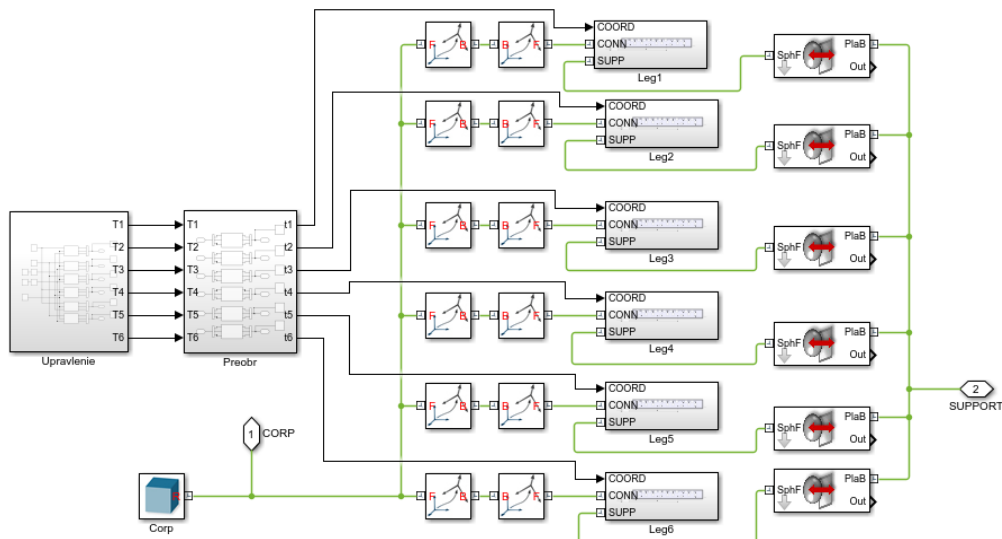 T1
T2
T3
T4
T5
T6
Upravlenie
T1
T2
T3
T4
T5
T6
t1
t2
t3
t4
t5
t6
Preobr
1
CORP
Corp
F
B
B
F
COORD
CONN
SUPP
Leg1
SphF
PlaB
Out
F
B
B
F
COORD
CONN
SUPP
Leg2
SphF
PlaB
Out
F
B
B
F
COORD
CONN
SUPP
Leg3
SphF
PlaB
Out
F
B
B
F
COORD
CONN
SUPP
Leg4
SphF
PlaB
Out
F
B
B
F
COORD
CONN
SUPP
Leg5
SphF
PlaB
Out
F
B
B
F
COORD
CONN
SUPP
Leg6
SphF
PlaB
Out
2
SUPPORT